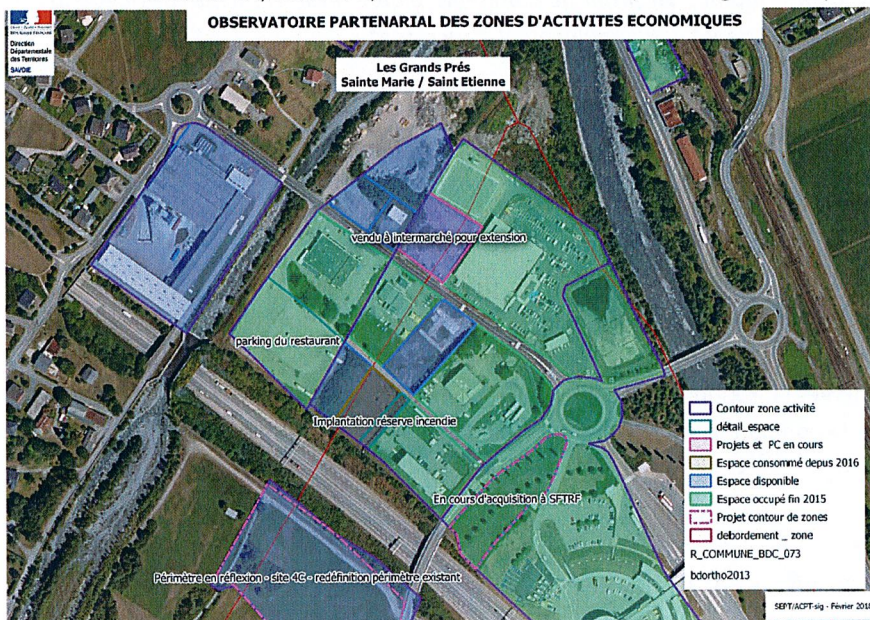 OBSERVATOIRE PARTENARIAL DES ZONES D'ACTIVITES ECONOMIQUES
Direction
Départementale
des Territoires
SAVOIE
Les Grands Prés
Sainte Marie / Saint Etienne
vendu à intermarché pour extension
parking du restaurant
Implantation réserve incendie
En cours d'acquisition à SFTRF
Périmètre en réflexion - site 4C - redéfinition périmètre existant
Contour zone activité
détail_espace
Projets et PC en cours
Espace consommé depuis 2016
Espace disponible
Espace occupé fin 2015
Projet contour de zones
debordement _ zone
R_COMMUNE_BDC_073
bdortho2013
SEPT/ACPT-sig - Février 2018